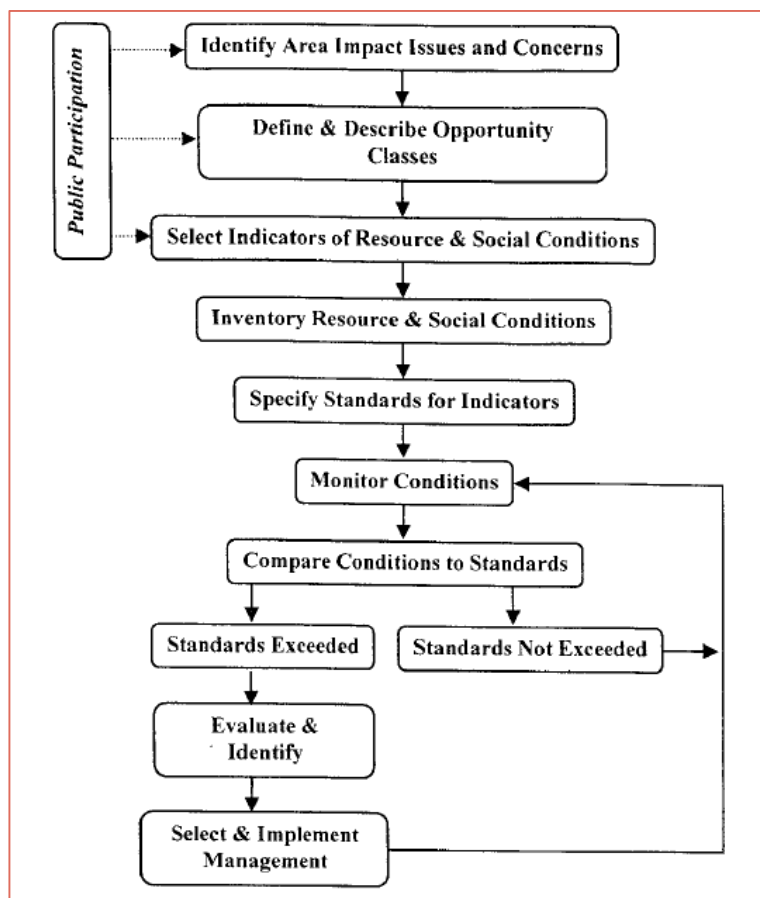 Public Participation
Identify Area Impact Issues and Concerns
Define & Describe Opportunity
Classes
Select Indicators of Resource & Social Conditions
Inventory Resource & Social Conditions
Specify Standards for Indicators
Monitor Conditions
Compare Conditions to Standards
Standards Exceeded
Standards Not Exceeded
Evaluate &
Identify
Select & Implement
Management